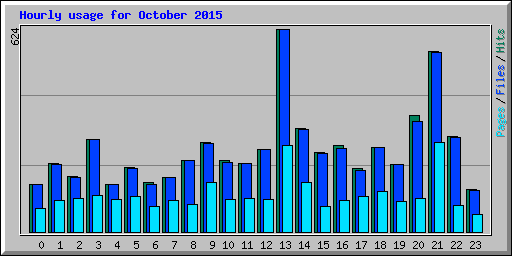 Hourly usage for October 2015
624
Pages / Files / Hits
0 1 2 3 4 5 6 7 8 9 10 11 12 13 14 15 16 17 18 19 20 21 22 23